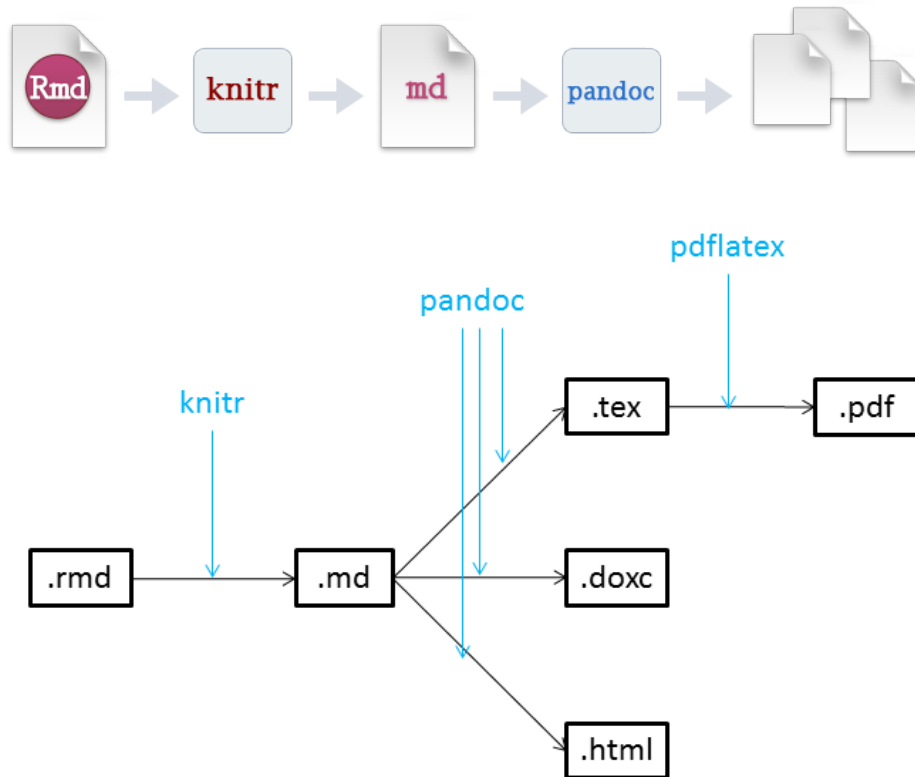 Rmd
knitr
md
pandoc
pdflatex
pandoc
knitr
.tex
.pdf
.rmd
.md
.doxc
.html